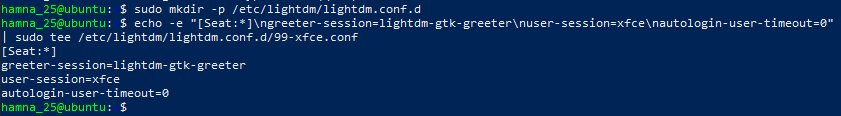 hamna_25@ubuntu: $ sudo mkdir -p /etc/lightdm/lightdm.conf.d
hamna_25@ubuntu: $ echo -e "[Seat:*]\ngreeter-session=lightdm-gtk-greeter\nuser-session=xfce\nautologin-user-timeout=0"
| sudo tee /etc/lightdm/lightdm.conf.d/99-xfce.conf
[Seat:*]
greeter-session=lightdm-gtk-greeter
user-session=xfce
autologin-user-timeout=0
hamna_25@ubuntu: $